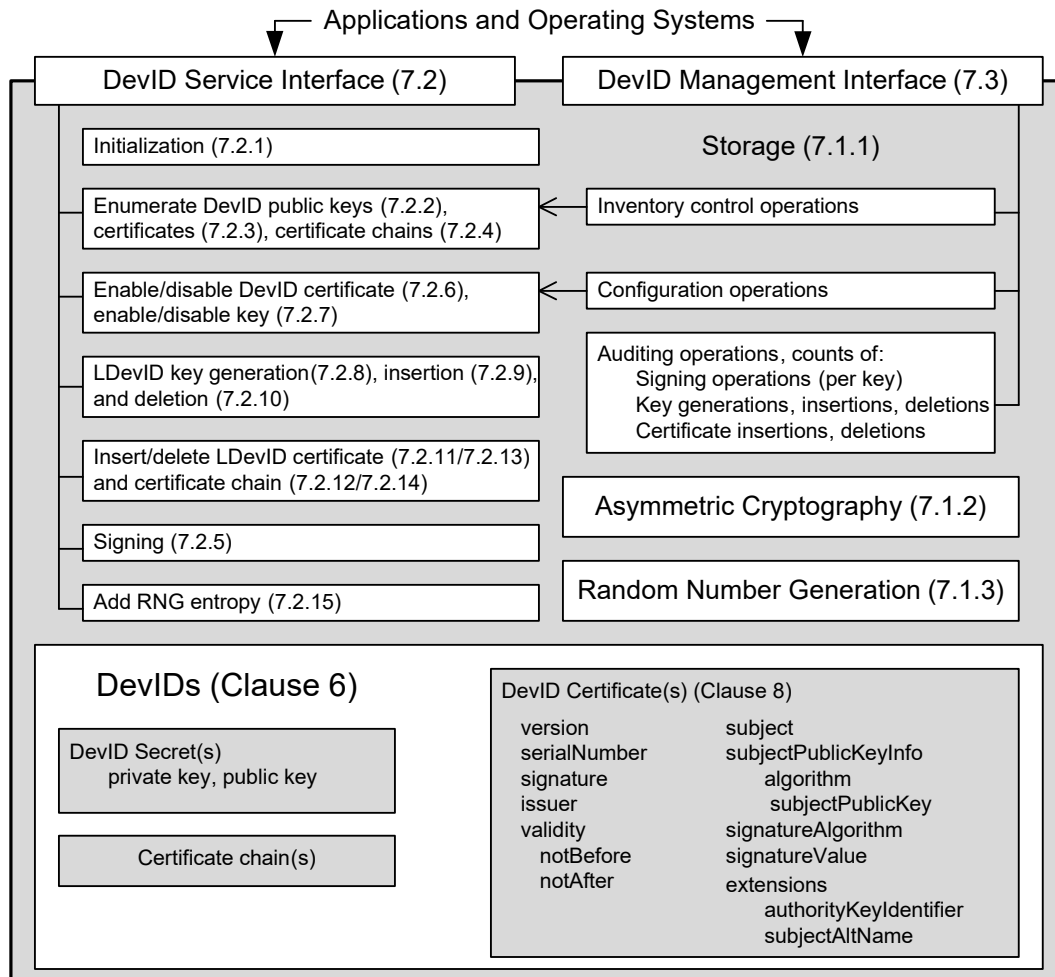 Applications and Operating Systems
DevID Service Interface (7.2)
DevID Management Interface (7.3)
Initialization (7.2.1)
Storage (7.1.1)
Enumerate DevID public keys (7.2.2),
certificates (7.2.3), certificate chains (7.2.4)
Inventory control operations
Enable/disable DevID certificate (7.2.6),
enable/disable key (7.2.7)
Configuration operations
LDevID key generation(7.2.8), insertion (7.2.9),
and deletion (7.2.10)
Auditing operations, counts of:
Signing operations (per key)
Key generations, insertions, deletions
Certificate insertions, deletions
Insert/delete LDevID certificate (7.2.11/7.2.13)
and certificate chain (7.2.12/7.2.14)
Asymmetric Cryptography (7.1.2)
Signing (7.2.5)
Add RNG entropy (7.2.15)
Random Number Generation (7.1.3)
DevIDs (Clause 6)
DevID Secret(s)
private key, public key
Certificate chain(s)
DevID Certificate(s) (Clause 8)
version
serialNumber
signature
issuer
validity
notBefore
notAfter
subject
subjectPublicKeyInfo
algorithm
subjectPublicKey
signatureAlgorithm
signatureValue
extensions
authorityKeyIdentifier
subjectAltName